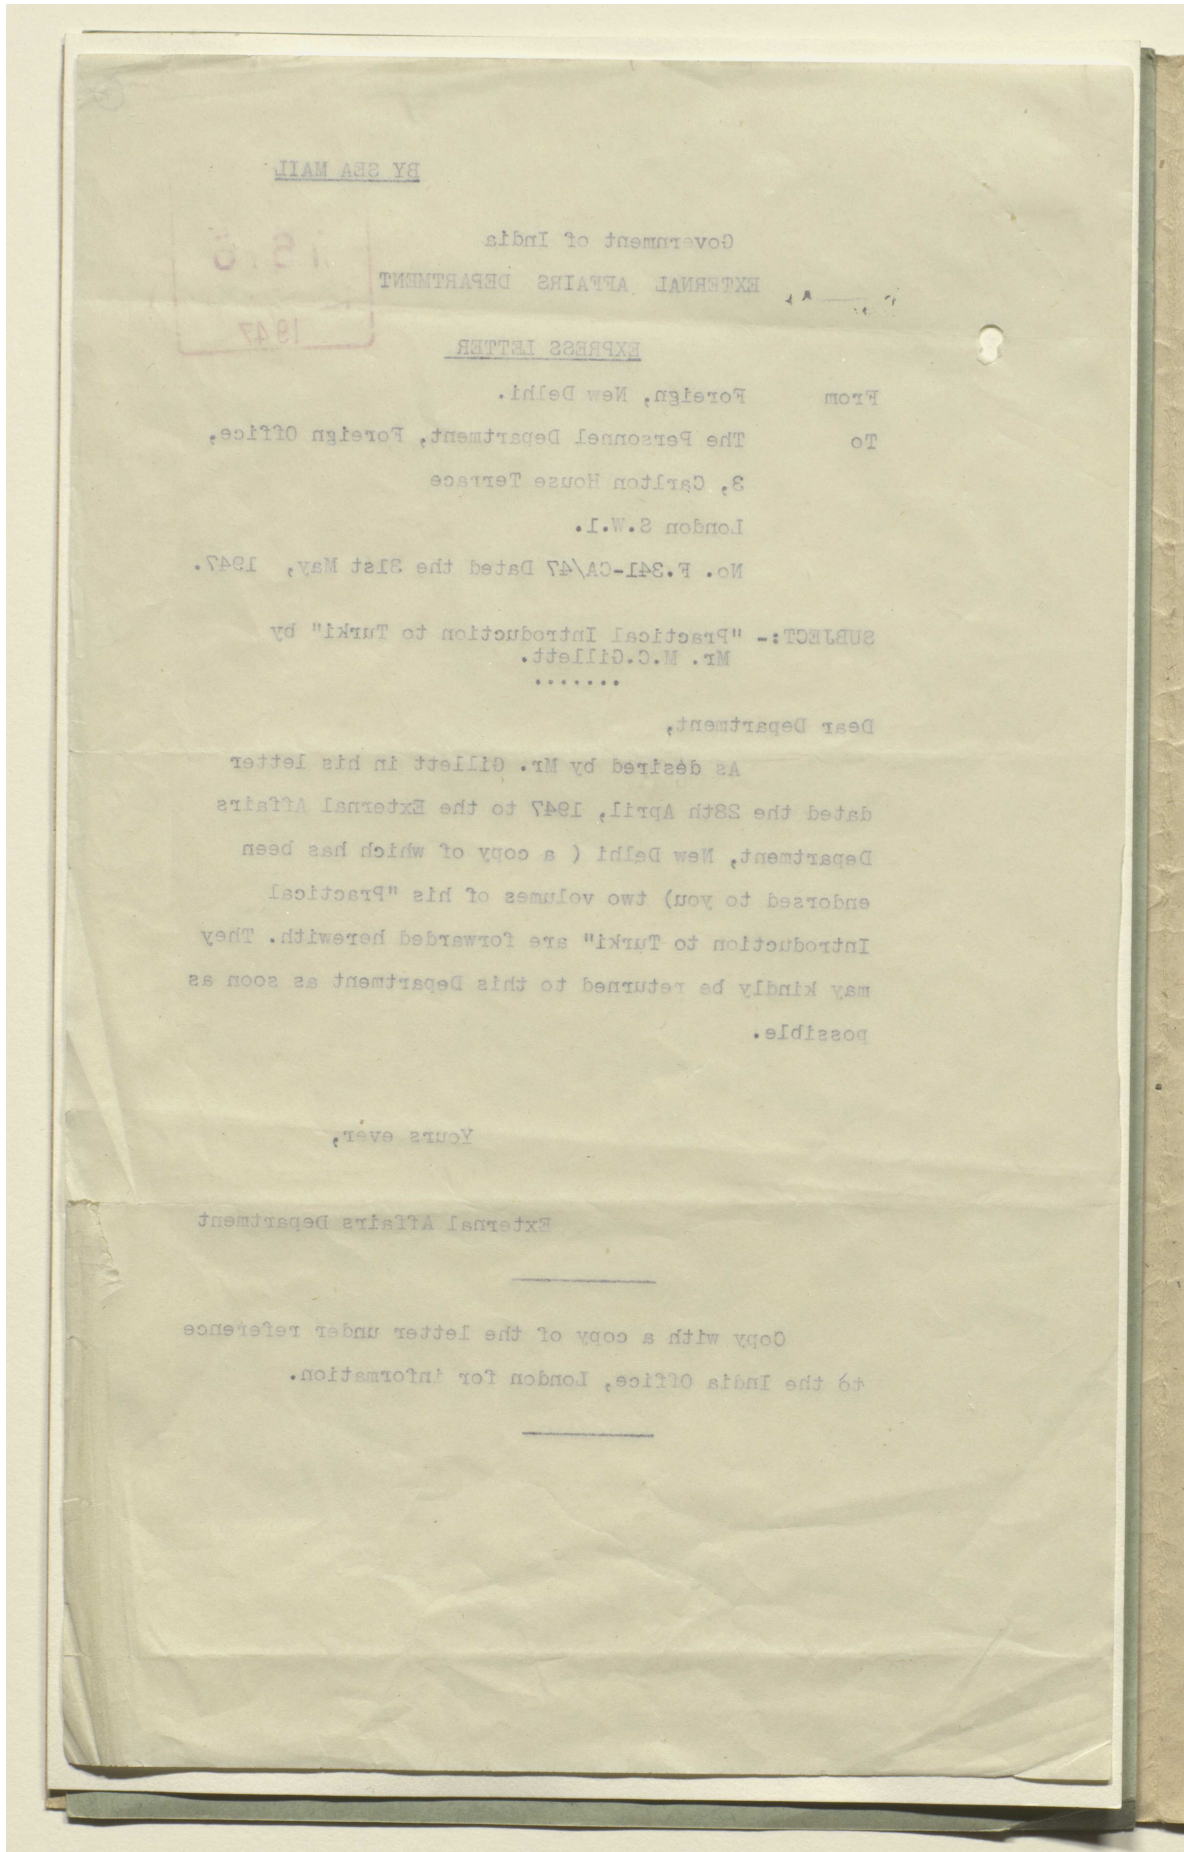 BY SEA MAIL
Government of India
EXTERNAL AFFAIRS DEPARTMENT
1947
EXPRESS LETTER
From Foreign, New Delhi.
To The Personnel Department, Foreign Office,
3, Carlton House Terrace
London S.W.1.
No. F.341-CA/47 Dated the 31st May, 1947.
SUBJECT:- "Practical Introduction to Turki" by
Mr. M.C.Gillett.
.......
Dear Department,
As desired by Mr. Gillett in his letter
dated the 28th April, 1947 to the External Affairs
Department, New Delhi ( a copy of which has been
endorsed to you) two volumes of his "Practical
Introduction to Turki" are forwarded herewith. They
may kindly be returned to this Department as soon as
possible.
Yours ever,
External Affairs Department
Copy with a copy of the letter under reference
to the India Office, London for information.